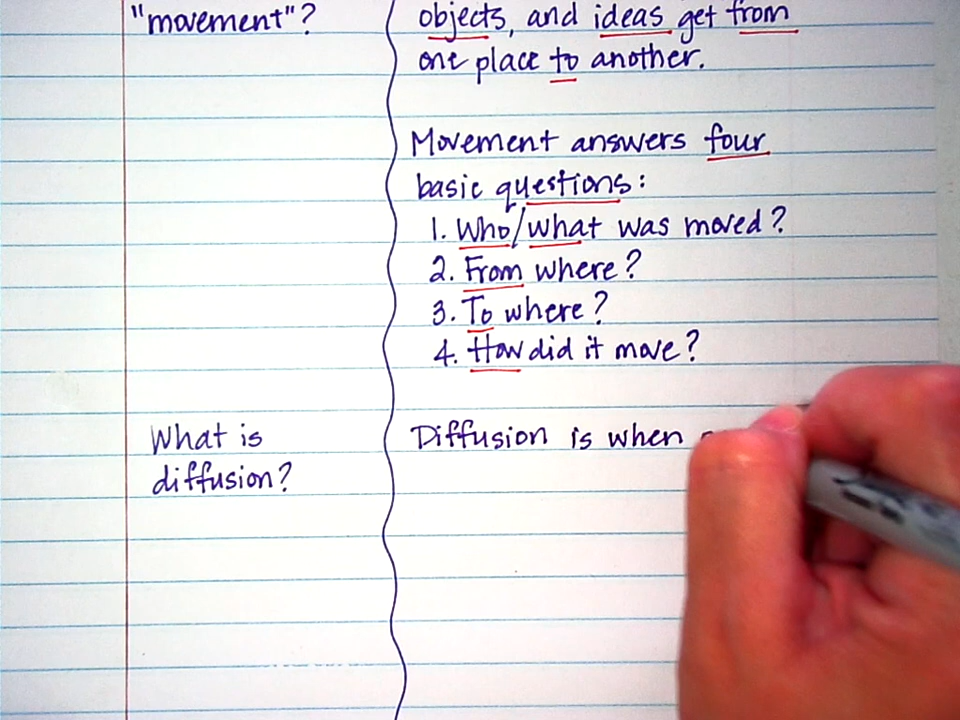 "movement"?
objects, and ideas get from
one place to another.
Movement answers four
basic questions:
1. Who/what was moved?
2. From where?
3. To where?
4. How did it move?
What is
diffusion?
Diffusion is when